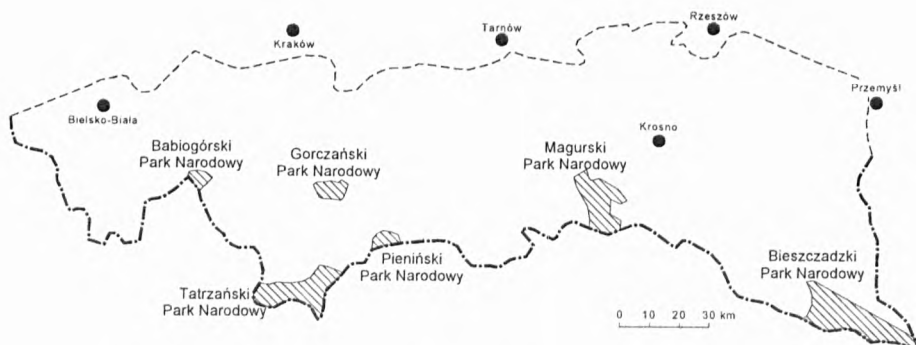 Kraków
Tarnów
Rzeszów
Przemyśl
Bielsko-Biała
Krosno
Babiogórski
Park Narodowy
Gorczański
Park Narodowy
Magurski
Park Narodowy
Pieniński
Park Narodowy
Bieszczadzki
Park Narodowy
Tatrzański
Park Narodowy
0 10 20 30 km